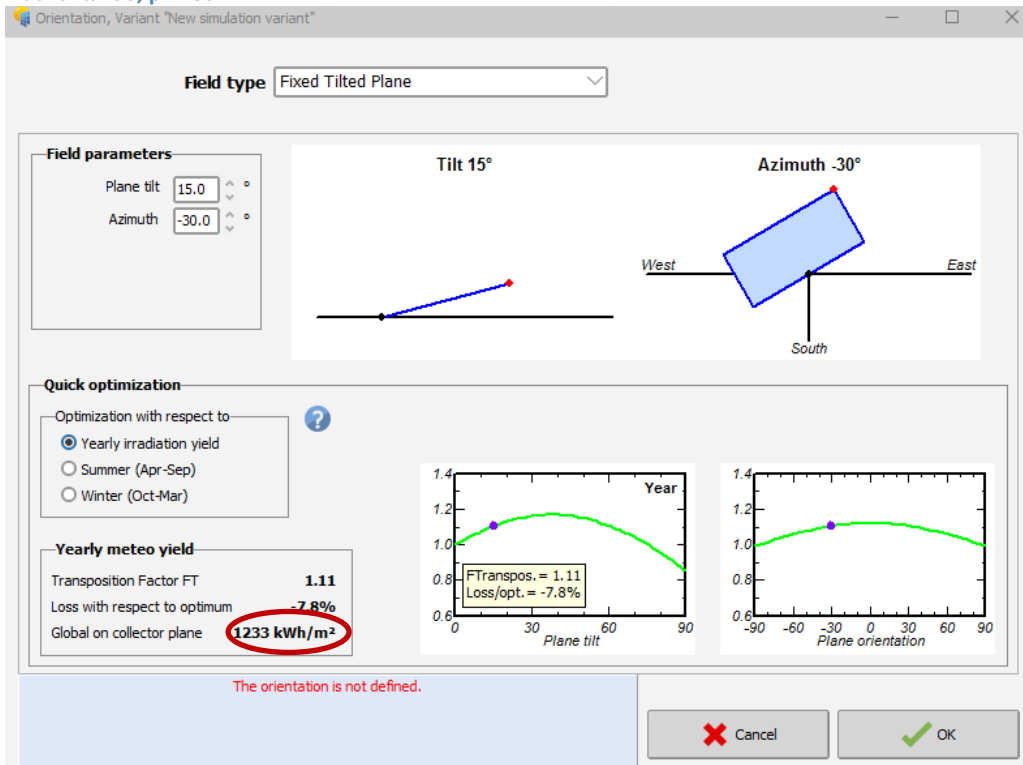 Orientation, Variant "New simulation variant"
Field type Fixed Tilted Plane
Field parameters
Plane tilt 15.0 °
Azimuth -30.0 °
Tilt 15°
Azimuth -30°
West
East
South
Quick optimization
Optimization with respect to
Yearly irradiation yield
Summer (Apr-Sep)
Winter (Oct-Mar)
?
Yearly meteo yield
Transposition Factor FT 1.11
Loss with respect to optimum -7.8%
Global on collector plane 1233 kWh/m²
1.4
1.2
1.0
0.8
0.6
Year
FTranspos.= 1.11
Loss/opt.= -7.8%
0 30 60 90
Plane tilt
1.4
1.2
1.0
0.8
0.6
-90 -60 -30 0 30 60 90
Plane orientation
The orientation is not defined.
Cancel
OK